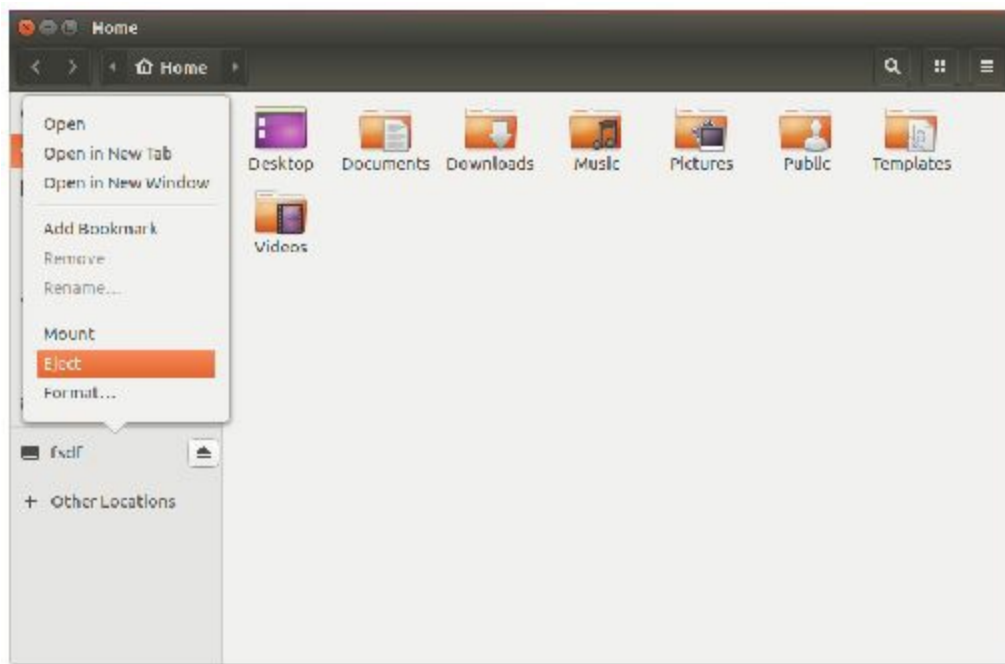 Home
Home
Open
Open in New Tab
Open in New Window
Add Bookmark
Remove
Rename...
Mount
Eject
Format...
fsdf
Other Locations
Desktop
Documents
Downloads
Music
Pictures
Public
Templates
Videos